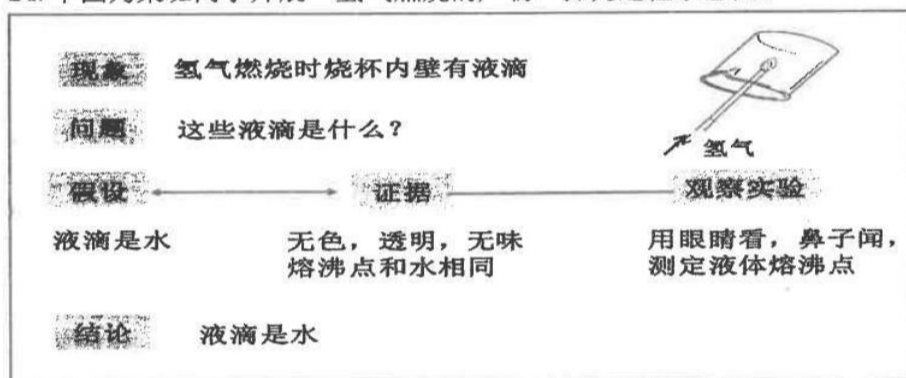 现象 氢气燃烧时烧杯内壁有液滴
问题 这些液滴是什么?
氢气
假设 证据 观察实验
液滴是水 无色，透明，无味 用眼睛看，鼻子闻，
熔沸点和水相同 测定液体熔沸点
结论 液滴是水